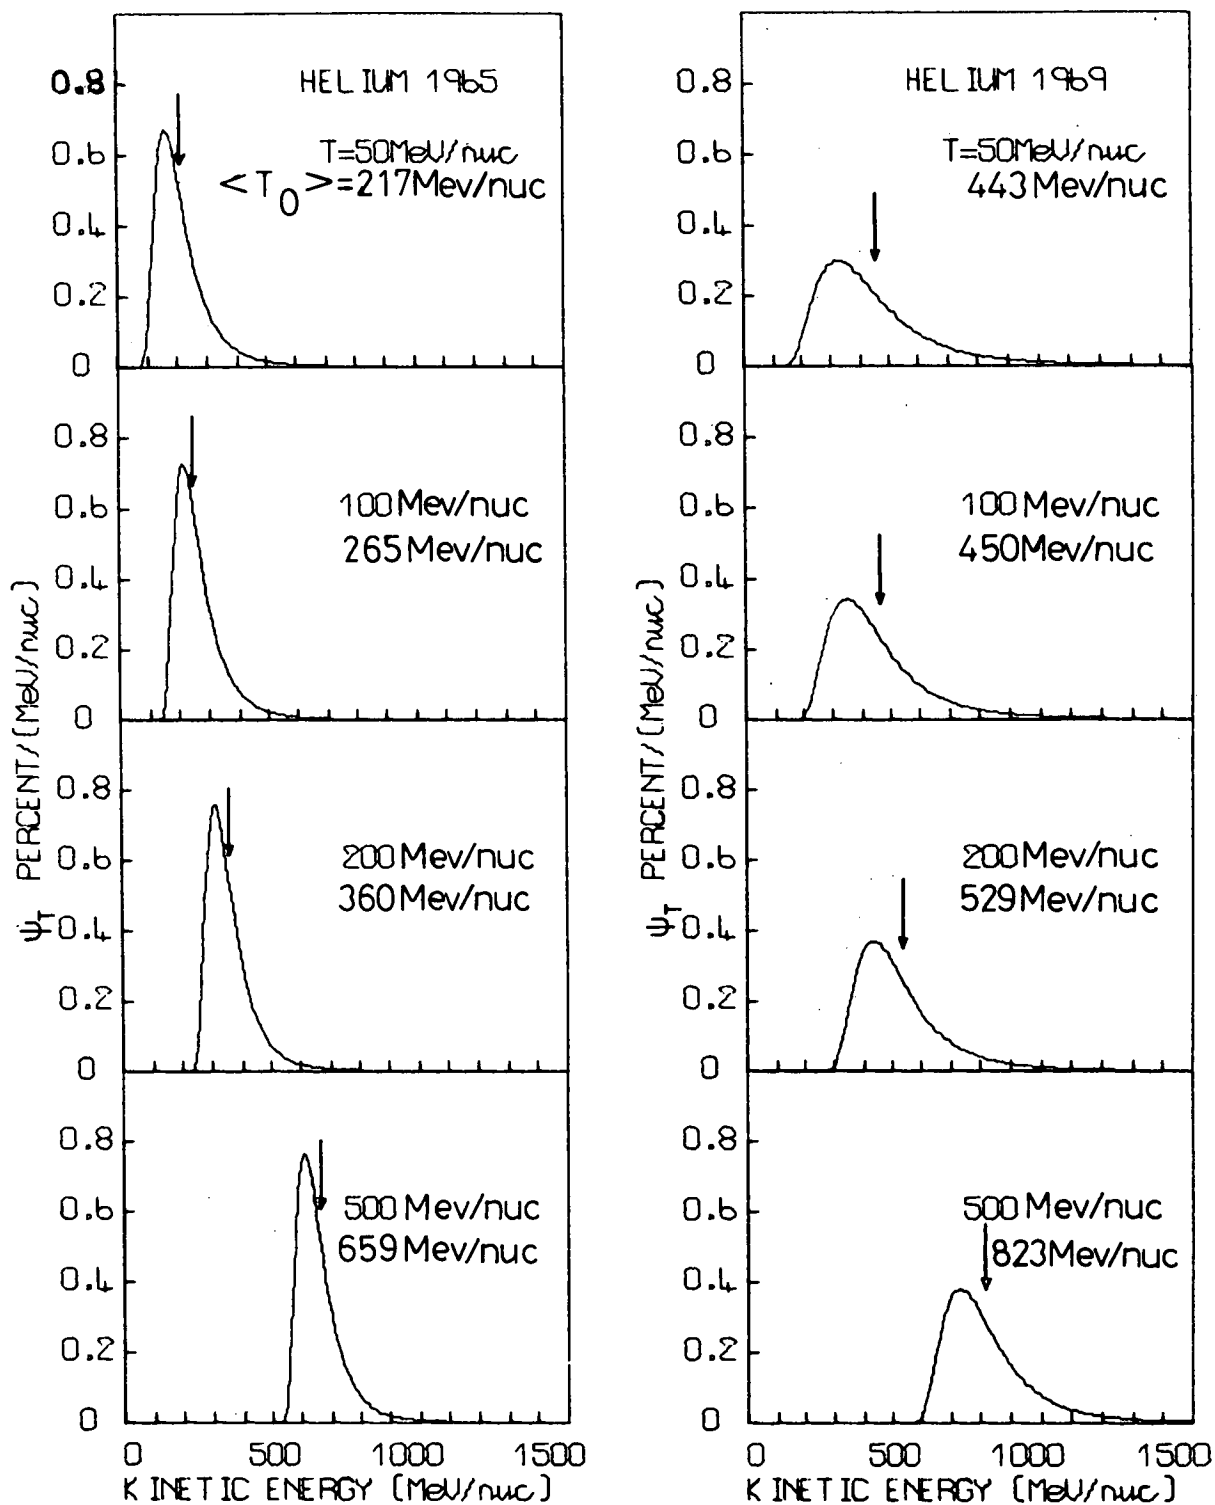 HELIUM 1965
T=50MeV/nuc
<T0>=217Mev/nuc
0.8
0.6
0.4
0.2
0
100Mev/nuc
265Mev/nuc
0.8
0.6
0.4
0.2
0
200Mev/nuc
360Mev/nuc
0.8
0.6
0.4
0.2
0
500Mev/nuc
659Mev/nuc
0.8
0.6
0.4
0.2
0
ΨT PERCENT/(MeV/nuc)
0 500 1000 1500
KINETIC ENERGY (MeV/nuc)
HELIUM 1969
T=50MeV/nuc
443Mev/nuc
0.8
0.6
0.4
0.2
0
100Mev/nuc
450Mev/nuc
0.8
0.6
0.4
0.2
0
200Mev/nuc
529Mev/nuc
0.8
0.6
0.4
0.2
0
500Mev/nuc
823Mev/nuc
0.8
0.6
0.4
0.2
0
ΨT PERCENT/(MeV/nuc)
0 500 1000 1500
KINETIC ENERGY (MeV/nuc)